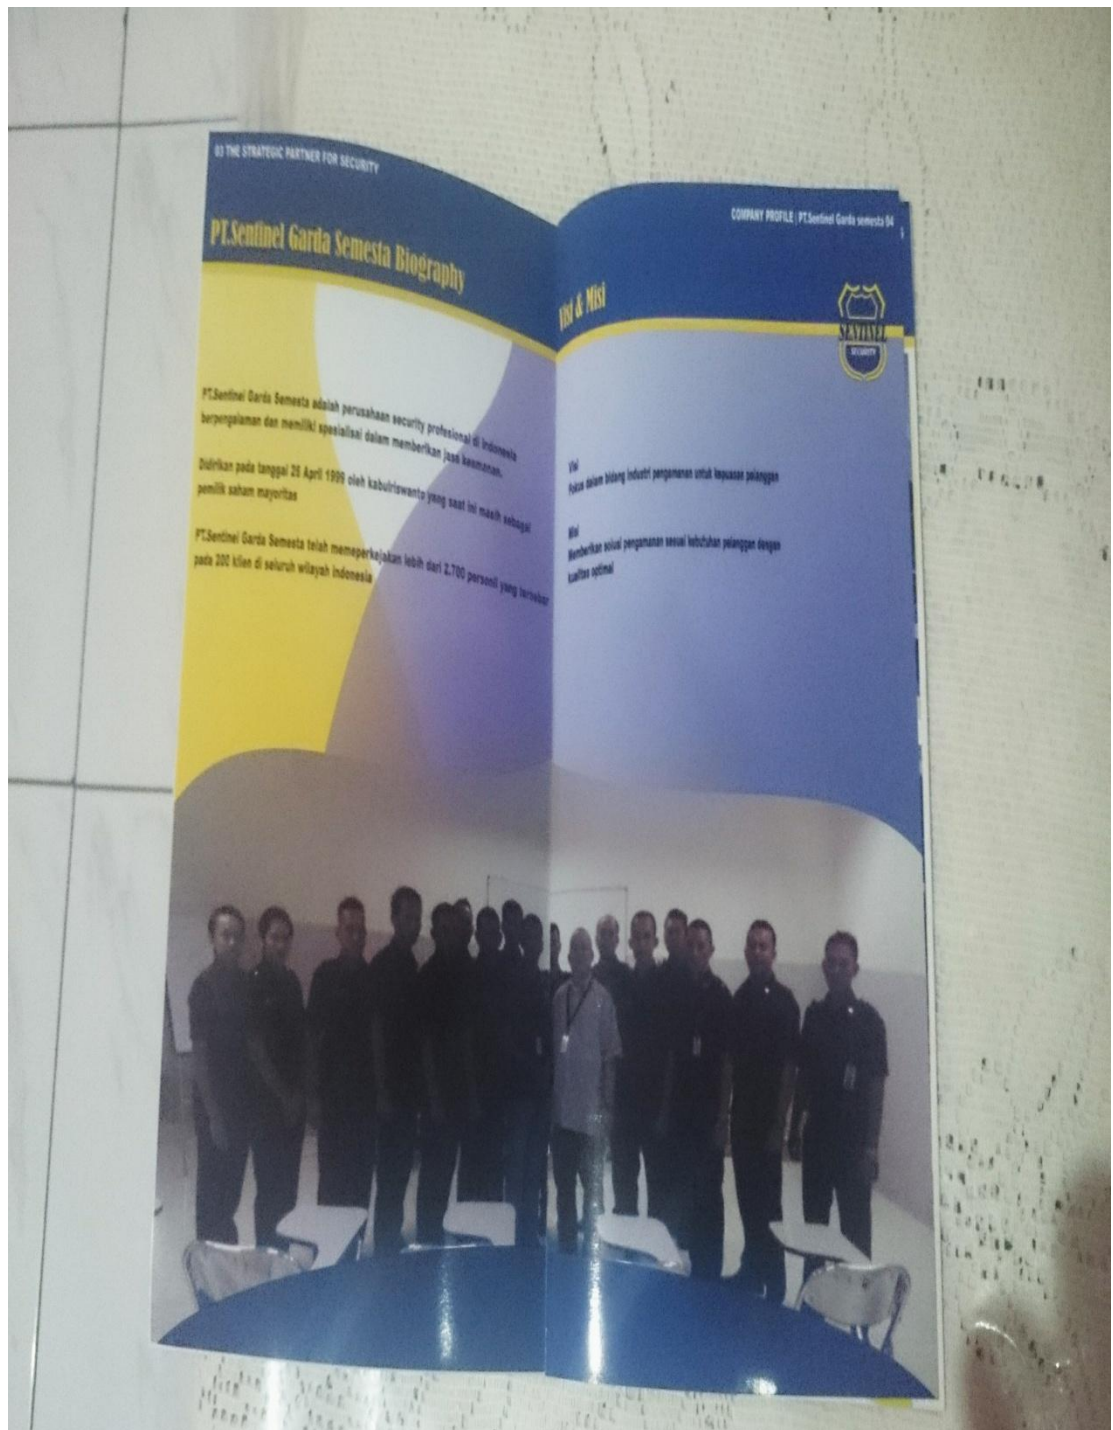 03 THE STRATEGIC PARTNER FOR SECURITY
PT.Sentinel Garda Semesta Biography
PT.Sentinel Garda Semesta adalah perusahaan security profesional di Indonesia
berpengalaman dan memiliki spesialisai dalam memberikan jasa keamanan.
Didirikan pada tanggal 26 April 1999 oleh kabulriswanto yang saat ini masih sebagai
pemilik saham mayoritas
PT.Sentinel Garda Semesta telah memeperkejakan lebih dari 2,700 personil yang tersebar
pada 200 klien di seluruh wilayah indonesia
COMPANY PROFILE | PT.Sentinel Garda semesta 04
Visi & Misi
SENTINEL
SECURITY
Visi
Fokus dalam bidang industri pengamanan untuk kepuasan pelanggan
Misi
Memberikan solusi pengamanan sesuai kebutuhan pelanggan dengan
kualitas optimal